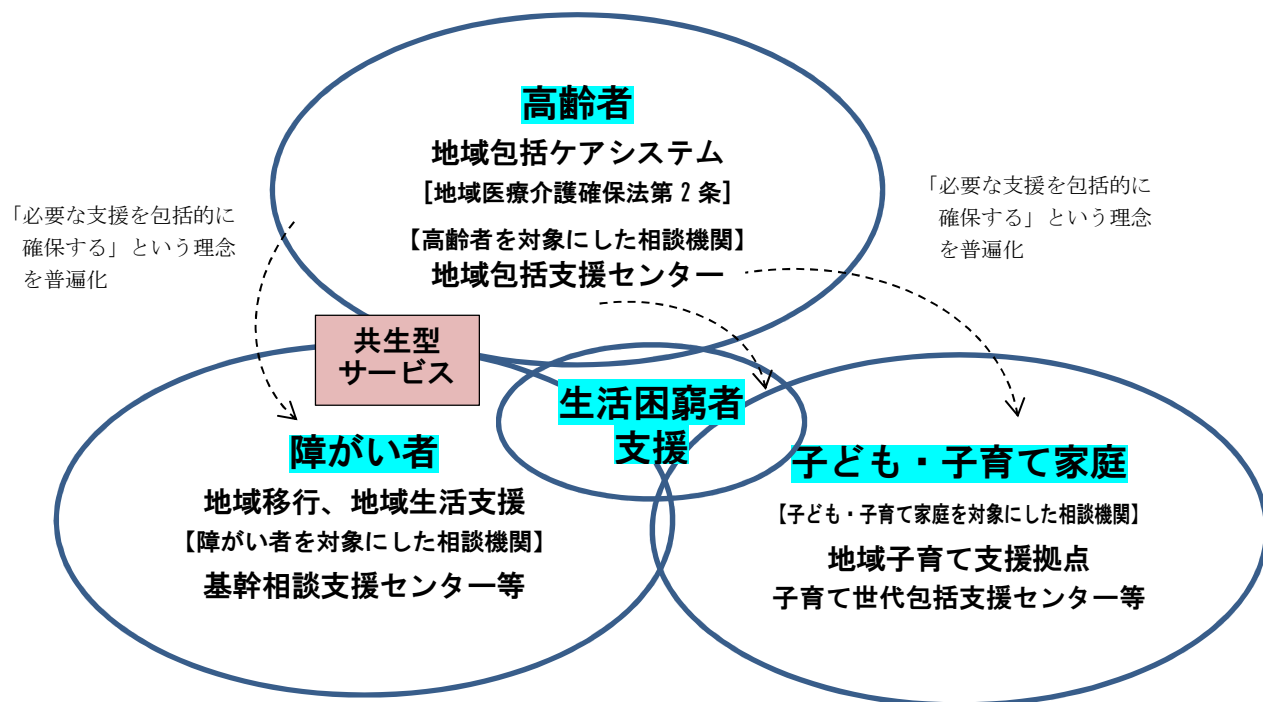 高齢者
地域包括ケアシステム
[地域医療介護確保法第2条]
【高齢者を対象にした相談機関】
地域包括支援センター
「必要な支援を包括的に
確保する」という理念
を普遍化
「必要な支援を包括的に
確保する」という理念
を普遍化
共生型
サービス
生活困窮者
支援
障がい者
地域移行、地域生活支援
【障がい者を対象にした相談機関】
基幹相談支援センター等
子ども・子育て家庭
【子ども・子育て家庭を対象にした相談機関】
地域子育て支援拠点
子育て世代包括支援センター等